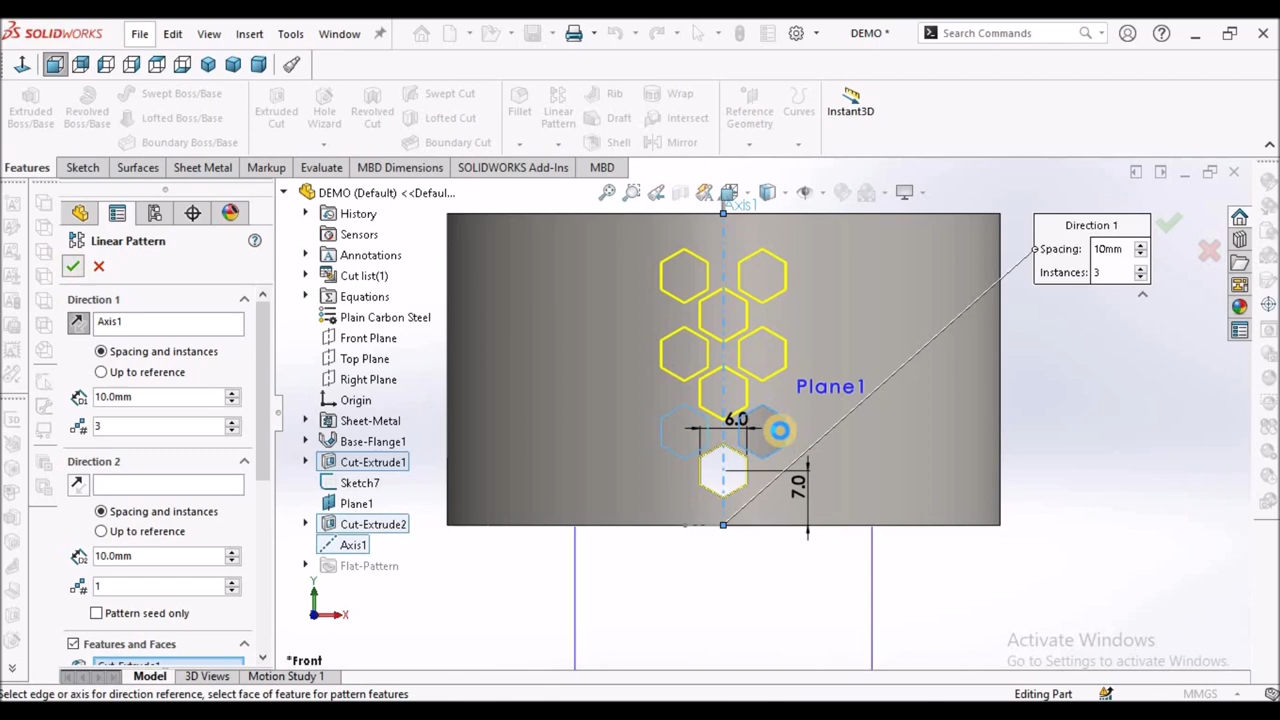 SOLIDWORKS File Edit View Insert Tools Window DEMO * Search Commands
Extruded Boss/Base
Revolved Boss/Base
Swept Boss/Base
Lofted Boss/Base
Boundary Boss/Base
Extruded Cut
Hole Wizard
Revolved Cut
Swept Cut
Lofted Cut
Boundary Cut
Fillet
Linear Pattern
Rib
Draft
Shell
Wrap
Intersect
Mirror
Reference Geometry
Curves
Instant3D
Features Sketch Surfaces Sheet Metal Markup Evaluate MBD Dimensions SOLIDWORKS Add-Ins MBD
Linear Pattern
Direction 1
Axis1
Spacing and instances
Up to reference
10.0mm
3
Direction 2
Spacing and instances
Up to reference
10.0mm
1
Pattern seed only
Features and Faces
Cut-Extrude1
DEMO (Default) <<Defaul...
History
Sensors
Annotations
Cut list(1)
Equations
Plain Carbon Steel
Front Plane
Top Plane
Right Plane
Origin
Sheet-Metal
Base-Flange1
Cut-Extrude1
Sketch7
Plane1
Cut-Extrude2
Axis1
Flat-Pattern
Axis1
Plane1
6.0
7.0
Direction 1
Spacing: 10mm
Instances: 3
Y
X
*Front
Activate Windows
Go to Settings to activate Windows.
Model 3D Views Motion Study 1
Select edge or axis for direction reference, select face of feature for pattern features Editing Part MMGS